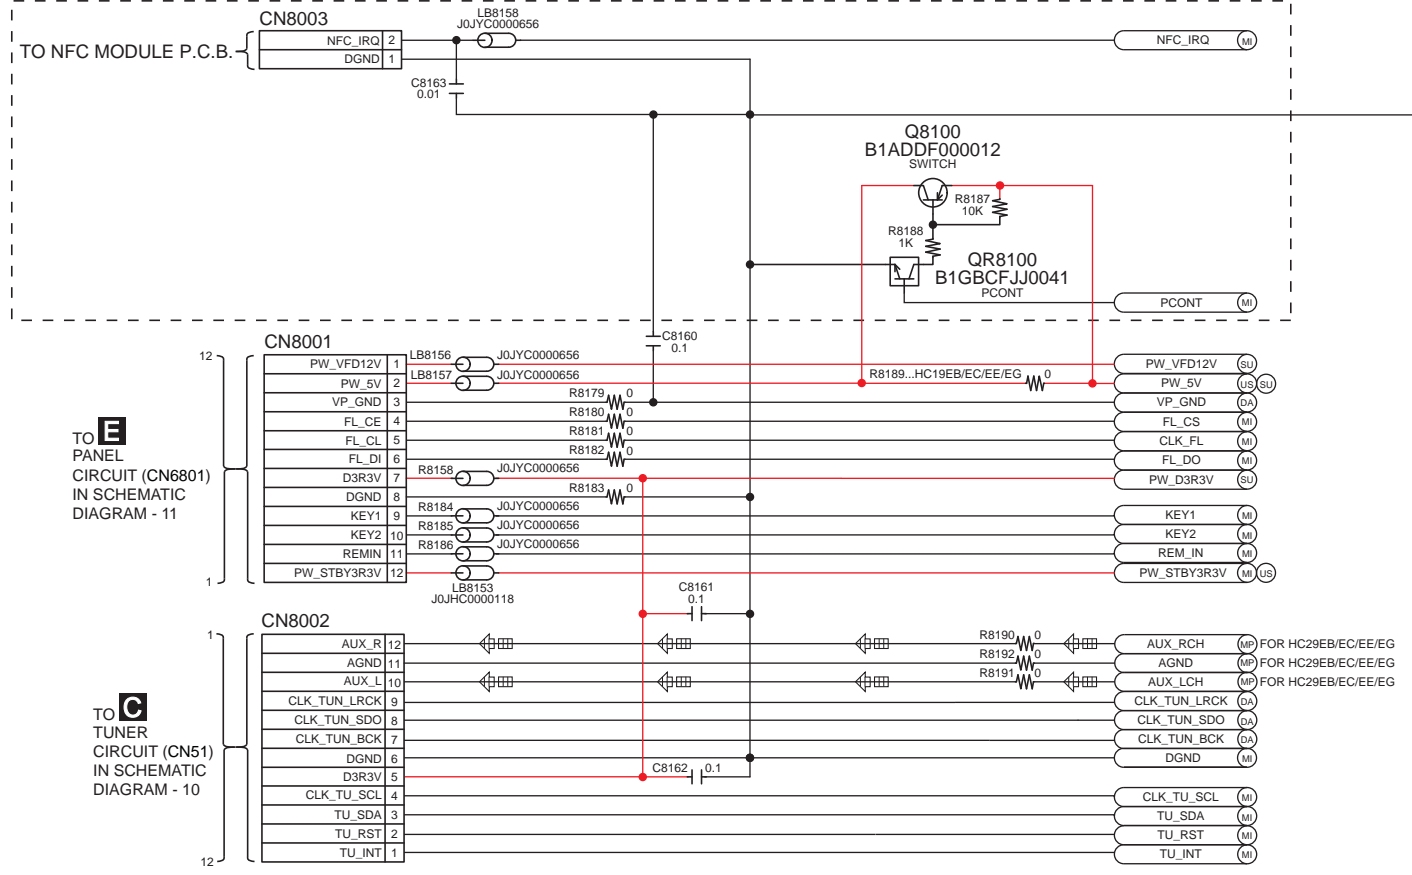 CN8003
LB8158
J0JYC0000656
TO NFC MODULE P.C.B.
NFC_IRQ 2
DGND 1
NFC_IRQ MI
C8163
0.01
Q8100
B1ADDF000012
SWITCH
R8187
10K
R8188
1K
QR8100
B1GBCFJJ0041
PCONT
PCONT MI
C8160
0.1
CN8001
12
1
TO E
PANEL
CIRCUIT (CN6801)
IN SCHEMATIC
DIAGRAM - 11
PW_VFD12V 1 LB8156 J0JYC0000656 PW_VFD12V SU
PW_5V 2 LB8157 J0JYC0000656 R8189...HC19EB/EC/EE/EG 0 PW_5V US SU
VP_GND 3 R8179 0 VP_GND DA
FL_CE 4 R8180 0 FL_CS MI
FL_CL 5 R8181 0 CLK_FL MI
FL_DI 6 R8182 0 FL_DO MI
D3R3V 7 R8158 J0JYC0000656 PW_D3R3V SU
DGND 8 R8183 0
KEY1 9 R8184 J0JYC0000656 KEY1 MI
KEY2 10 R8185 J0JYC0000656 KEY2 MI
REMIN 11 R8186 J0JYC0000656 REM_IN MI
PW_STBY3R3V 12 PW_STBY3R3V MI US
LB8153
J0JHC0000118
C8161
0.1
CN8002
1
12
TO C
TUNER
CIRCUIT (CN51)
IN SCHEMATIC
DIAGRAM - 10
AUX_R 12 R8190 0 AUX_RCH MP FOR HC29EB/EC/EE/EG
AGND 11 R8192 0 AGND MP FOR HC29EB/EC/EE/EG
AUX_L 10 R8191 0 AUX_LCH MP FOR HC29EB/EC/EE/EG
CLK_TUN_LRCK 9 CLK_TUN_LRCK DA
CLK_TUN_SDO 8 CLK_TUN_SDO DA
CLK_TUN_BCK 7 CLK_TUN_BCK DA
DGND 6 DGND MI
D3R3V 5 C8162 0.1
CLK_TU_SCL 4 CLK_TU_SCL MI
TU_SDA 3 TU_SDA MI
TU_RST 2 TU_RST MI
TU_INT 1 TU_INT MI